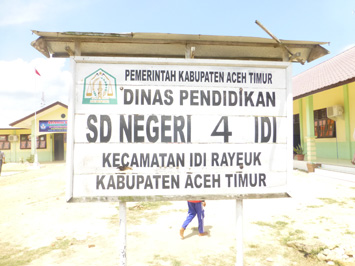 PEMERINTAH KABUPATEN ACEH TIMUR
DINAS PENDIDIKAN
SD NEGERI 4 IDI
KECAMATAN IDI RAYEUK
KABUPATEN ACEH TIMUR